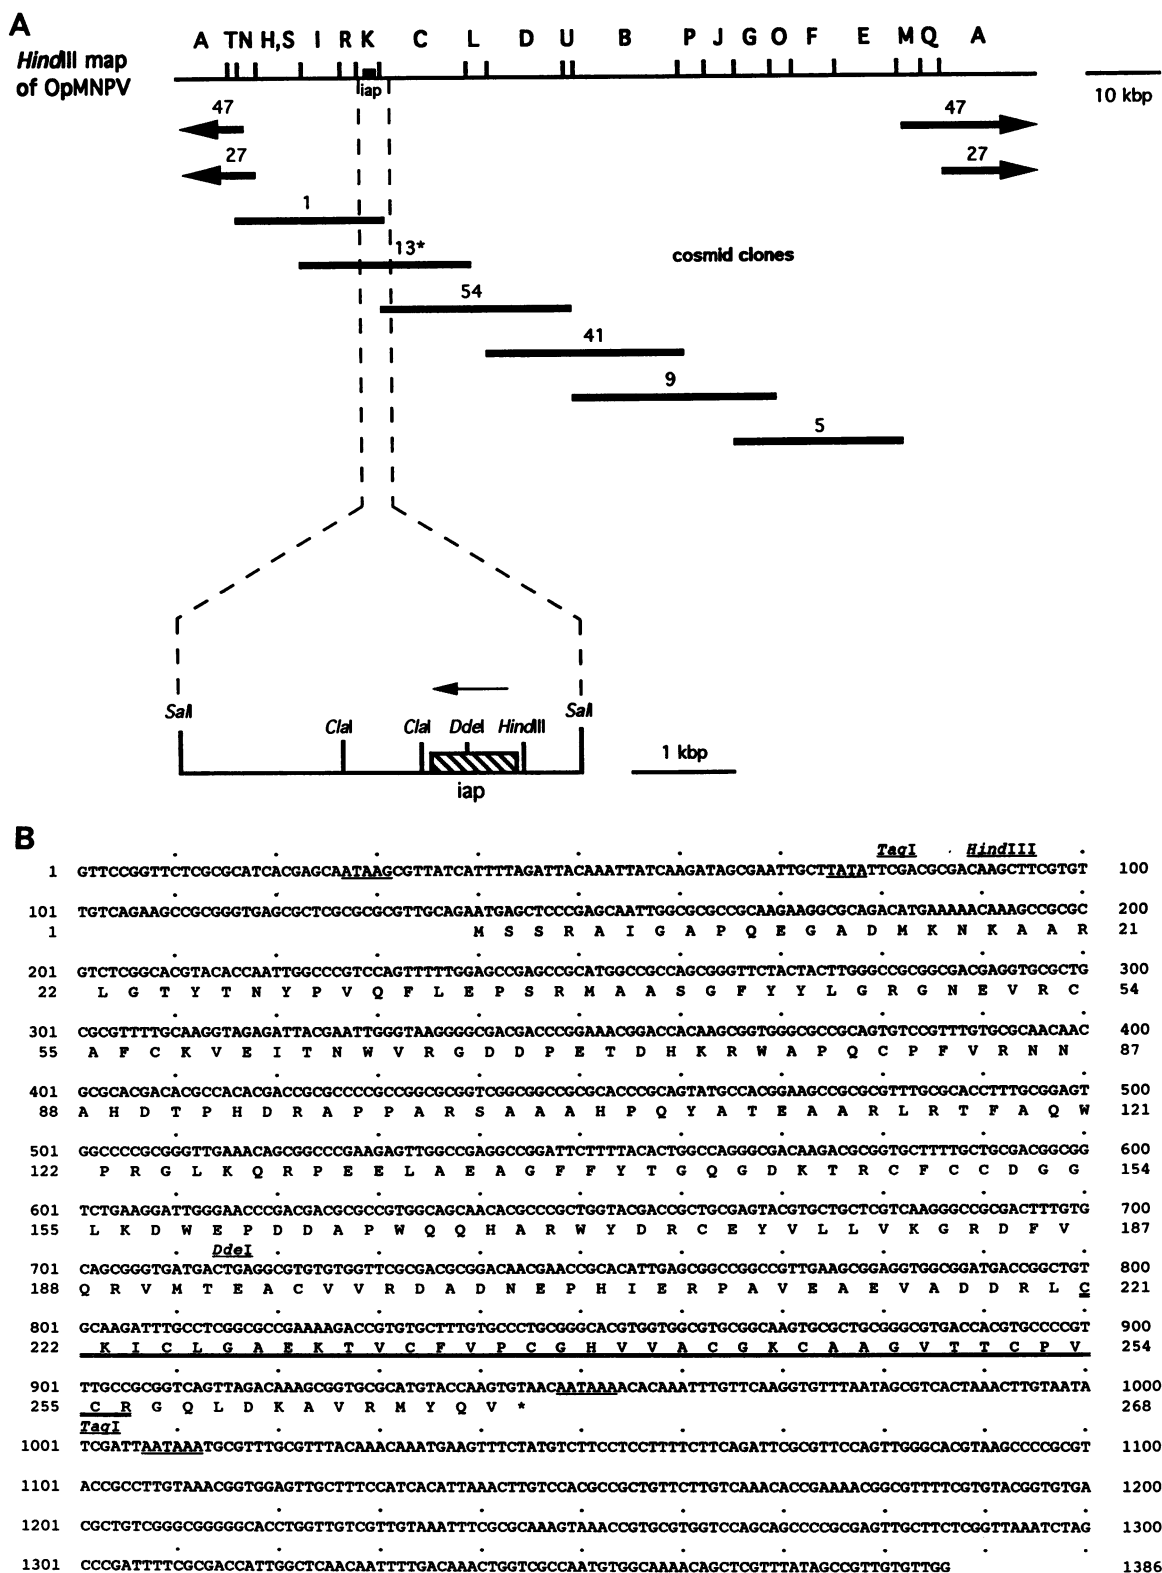 A
A TN H,S I R K C L D U B P J G O F E M Q A
HindIII map
of OpMNPV
iap
10 kbp
47 47
27 27
1
13*
cosmid clones
54
41
9
5
SalI ClaI ClaI DdeI HindIII SalI
1 kbp
iap
B
TaqI HindIII
1 GTTCCGGTTCTCGCGCATCACGAGCAATAAGCGTTATCATTTTAGATTACAAATTATCAAGATAGCGAATTGCTTATATTCGACGCGACAAGCTTCGTGT 100
101 TGTCAGAAGCCGCGGGTGAGCGCTCGCGCGCGTTGCAGAATGAGCTCCCGAGCAATTGGCGCGCCGCAAGAAGGCGCAGACATGAAAAACAAAGCCGCGC 200
1 M S S R A I G A P Q E G A D M K N K A A R 21
201 GTCTCGGCACGTACACCAATTGGCCCGTCCAGTTTTTGGAGCCGAGCCGCATGGCCGCCAGCGGGTTCTACTACTTGGGCCGCGGCGACGAGGTGCGCTG 300
22 L G T Y T N Y P V Q F L E P S R M A A S G F Y Y L G R G N E V R C 54
301 CGCGTTTTGCAAGGTAGAGATTACGAATTGGGTAAGGGGCGACGACCCGGAAACGGACCACAAGCGGTGGGCGCCGCAGTGTCCGTTTGTGCGCAACAAC 400
55 A F C K V E I T N W V R G D D P E T D H K R W A P Q C P F V R N N 87
401 GCGCACGACACGCCACACGACCGCGCCCCGCCGGCGCGGTCGGCGGCCGCGCACCCGCAGTATGCCACGGAAGCCGCGCGTTTGCGCACCTTTGCGGAGT 500
88 A H D T P H D R A P P A R S A A A H P Q Y A T E A A R L R T F A Q W 121
501 GGCCCCGCGGGTTGAAACAGCGGCCCGAAGAGTTGGCCGAGGCCGGATTCTTTTACACTGGCCAGGGCGACAAGACGCGGTGCTTTTGCTGCGACGGCGG 600
122 P R G L K Q R P E E L A E A G F F Y T G Q G D K T R C F C C D G G 154
601 TCTGAAGGATTGGGAACCCGACGACGCGCCGTGGCAGCAACACGCCCGCTGGTACGACCGCTGCGAGTACGTGCTGCTCGTCAAGGGCCGCGACTTTGTG 700
155 L K D W E P D D A P W Q Q H A R W Y D R C E Y V L L V K G R D F V 187
DdeI
701 CAGCGGGTGATGACTGAGGCGTGTGTGGTTCGCGACGCGGACAACGAACCGCACATTGAGCGGCCGGCCGTTGAAGCGGAGGTGGCGGATGACCGGCTGT 800
188 Q R V M T E A C V V R D A D N E P H I E R P A V E A E V A D D R L C 221
801 GCAAGATTTGCCTCGGCGCCGAAAAGACCGTGTGCTTTGTGCCCTGCGGGCACGTGGTGGCGTGCGGCAAGTGCGCTGCGGGCGTGACCACGTGCCCCGT 900
222 K I C L G A E K T V C F V P C G H V V A C G K C A A G V T T C P V 254
901 TTGCCGCGGTCAGTTAGACAAAGCGGTGCGCATGTACCAAGTGTAACAATAAAACACAAATTTGTTCAAGGTGTTTAATAGCGTCACTAAACTTGTAATA 1000
255 C R G Q L D K A V R M Y Q V * 268
TaqI
1001 TCGATTAATAAATGCGTTTGCGTTTACAAACAAATGAAGTTTCTATGTCTTCCTCCTTTTCTTCAGATTCGCGTTCCAGTTGGGCACGTAAGCCCCGCGT 1100
1101 ACCGCCTTGTAAACGGTGGAGTTGCTTTCCATCACATTAAACTTGTCCACGCCGCTGTTCTTGTCAAACACCGAAAACGGCGTTTTCGTGTACGGTGTGA 1200
1201 CGCTGTCGGGCGGGGGCACCTGGTTGTCGTTGTAAATTTCGCGCAAAGTAAACCGTGCGTGGTCCAGCAGCCCCGCGAGTTGCTTCTCGGTTAAATCTAG 1300
1301 CCCGATTTTCGCGACCATTGGCTCAACAATTTTGACAAACTGGTCGCCAATGTGGCAAAACAGCTCGTTTATAGCCGTTGTGTTGG 1386